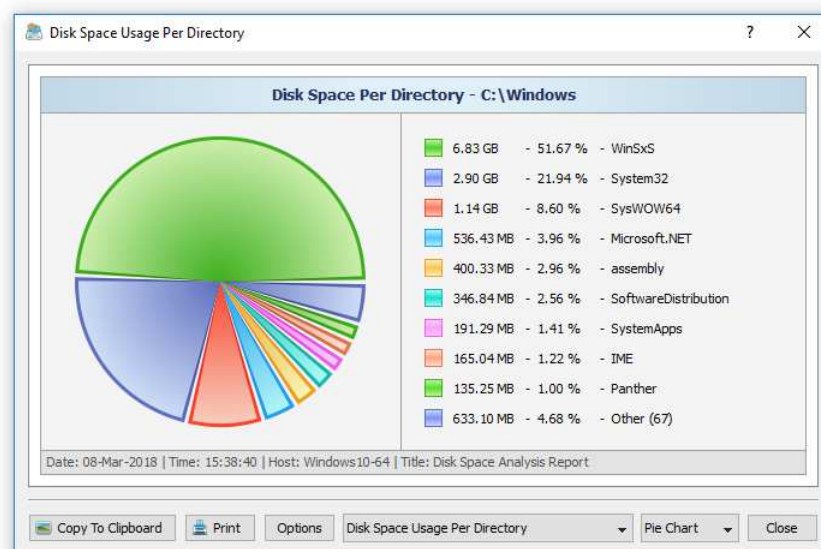 Disk Space Usage Per Directory
?
Disk Space Per Directory - C:\Windows
6.83 GB - 51.67 % - WinSxS
2.90 GB - 21.94 % - System32
1.14 GB - 8.60 % - SysWOW64
536.43 MB - 3.96 % - Microsoft.NET
400.33 MB - 2.96 % - assembly
346.84 MB - 2.56 % - SoftwareDistribution
191.29 MB - 1.41 % - SystemApps
165.04 MB - 1.22 % - IME
135.25 MB - 1.00 % - Panther
633.10 MB - 4.68 % - Other (67)
Date: 08-Mar-2018 | Time: 15:38:40 | Host: Windows10-64 | Title: Disk Space Analysis Report
Copy To Clipboard Print Options Disk Space Usage Per Directory Pie Chart Close